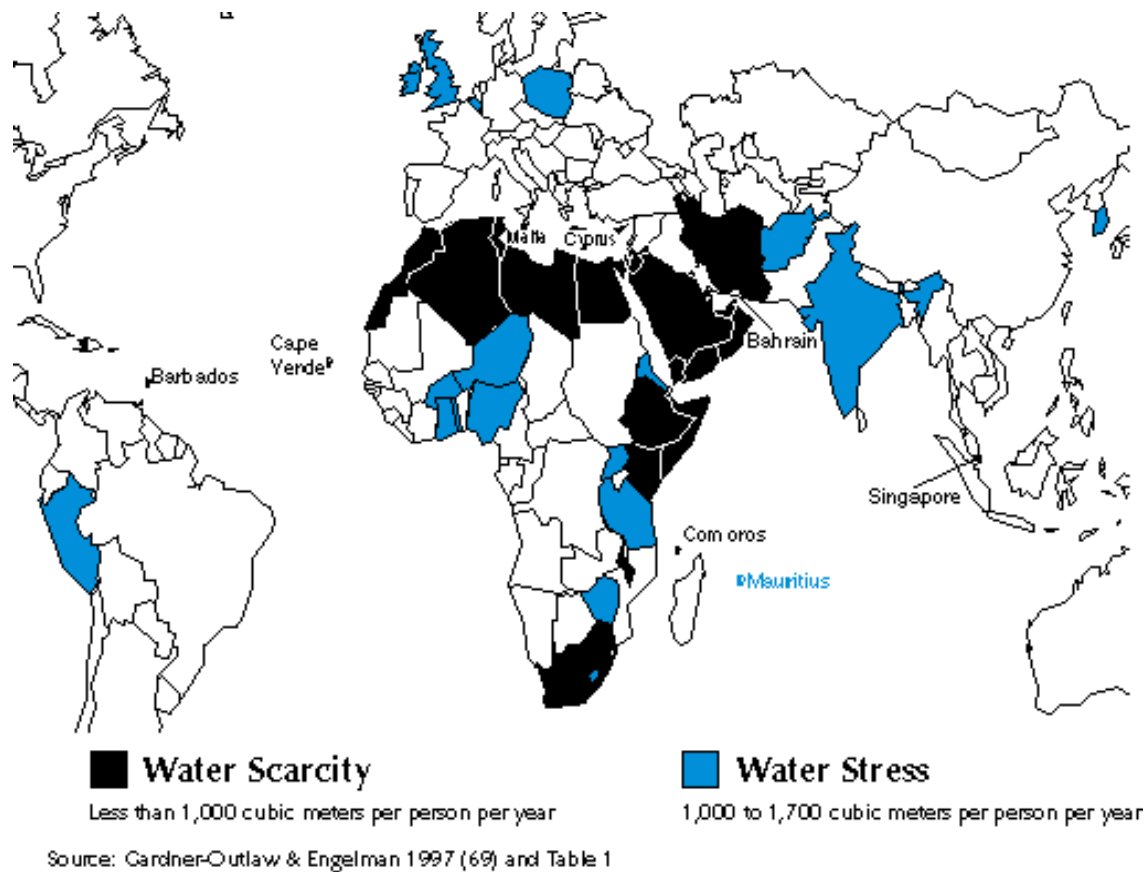 Malta
Cyprus
Bahrain
Cape
Verde
Barbados
Singapore
Comoros
Mauritius
Water Scarcity
Less than 1,000 cubic meters per person per year
Water Stress
1,000 to 1,700 cubic meters per person per year
Source: Gardner-Outlaw & Engelman 1997 (69) and Table 1